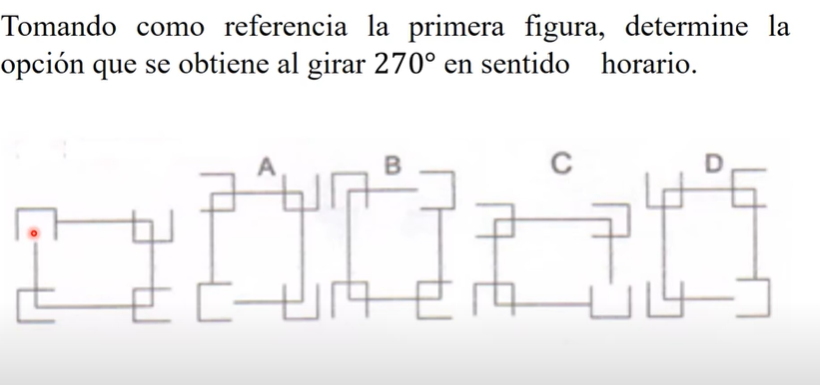 Tomando como referencia la primera figura, determine la
opción que se obtiene al girar 270° en sentido horario.
A B C D